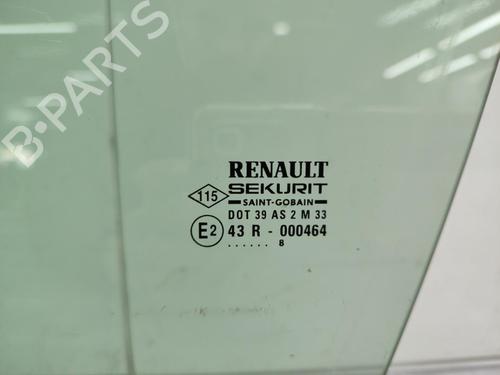 B-PARTS
RENAULT
115
SEKURIT
SAINT-GOBAIN
DOT 39 AS 2 M 33
E2 43 R - 000464
...... 8